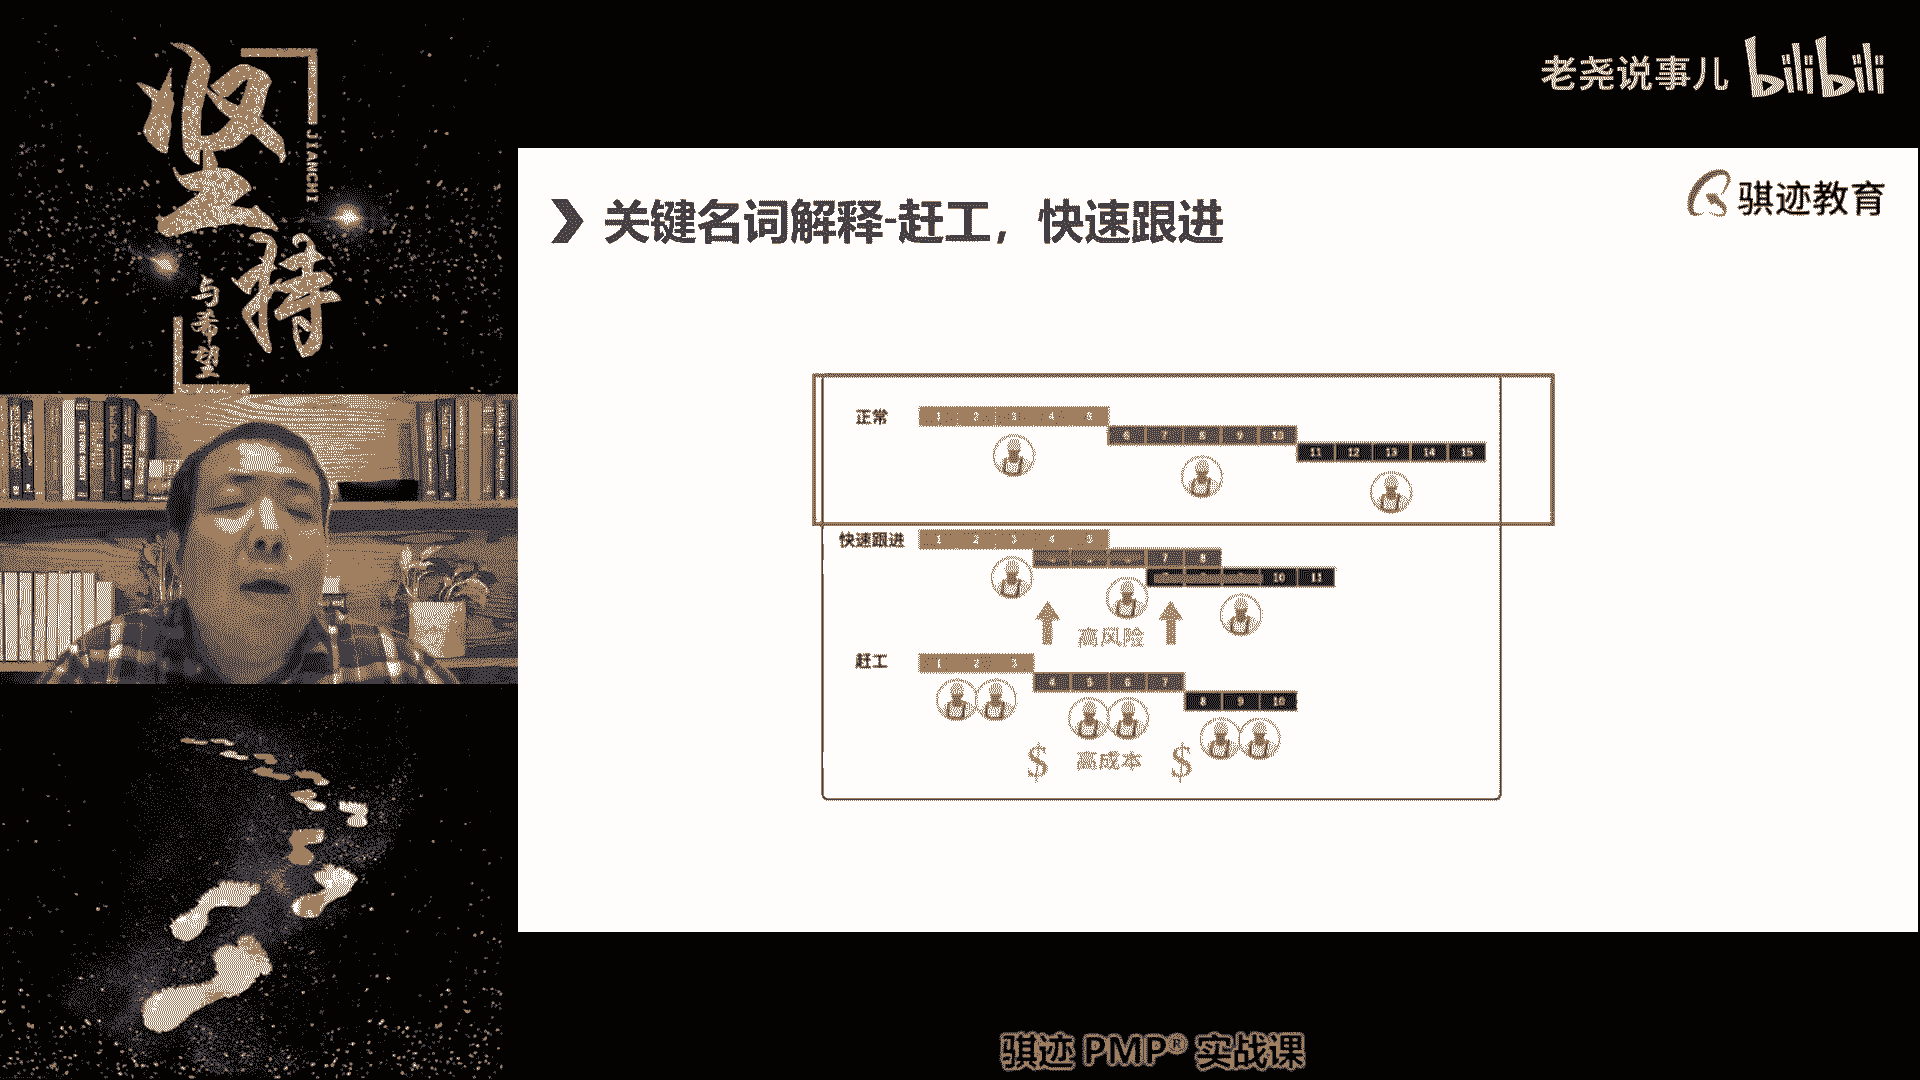 坚持
JIANCHI
与希望
老尧说事儿 bilibili
骐迹教育
关键名词解释-赶工，快速跟进
正常
1 2 3 4 5
6 7 8 9 10
11 12 13 14 15
快速跟进
1 2 3 4 5
7 8
10 11
高风险
赶工
1 2 3
4 5 6 7
8 9 10
$ 高成本 $
骐迹 PMP® 实战课